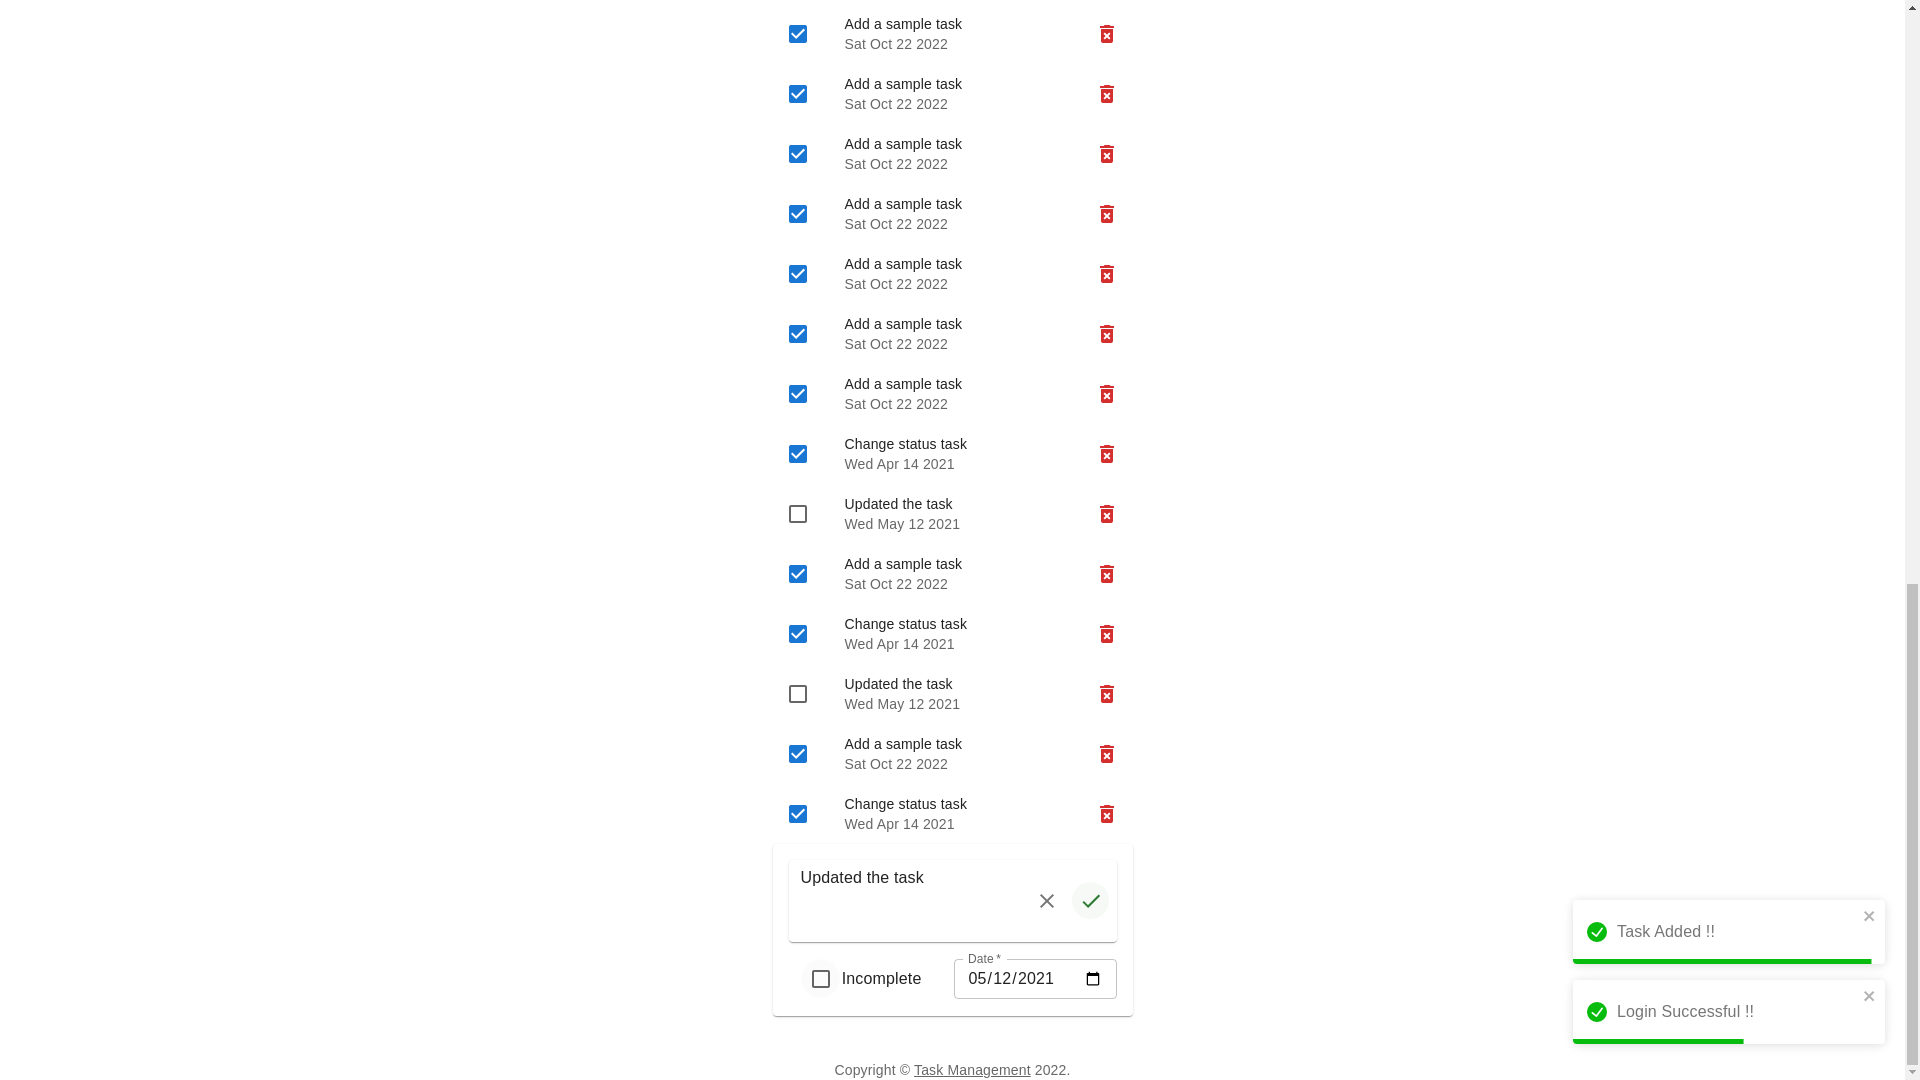 Add a sample task
Sat Oct 22 2022
Add a sample task
Sat Oct 22 2022
Add a sample task
Sat Oct 22 2022
Add a sample task
Sat Oct 22 2022
Add a sample task
Sat Oct 22 2022
Add a sample task
Sat Oct 22 2022
Add a sample task
Sat Oct 22 2022
Change status task
Wed Apr 14 2021
Updated the task
Wed May 12 2021
Add a sample task
Sat Oct 22 2022
Change status task
Wed Apr 14 2021
Updated the task
Wed May 12 2021
Add a sample task
Sat Oct 22 2022
Change status task
Wed Apr 14 2021
Updated the task
Date *
Incomplete 05/12/2021
Task Added !!
Login Successful !!
Copyright © Task Management 2022.